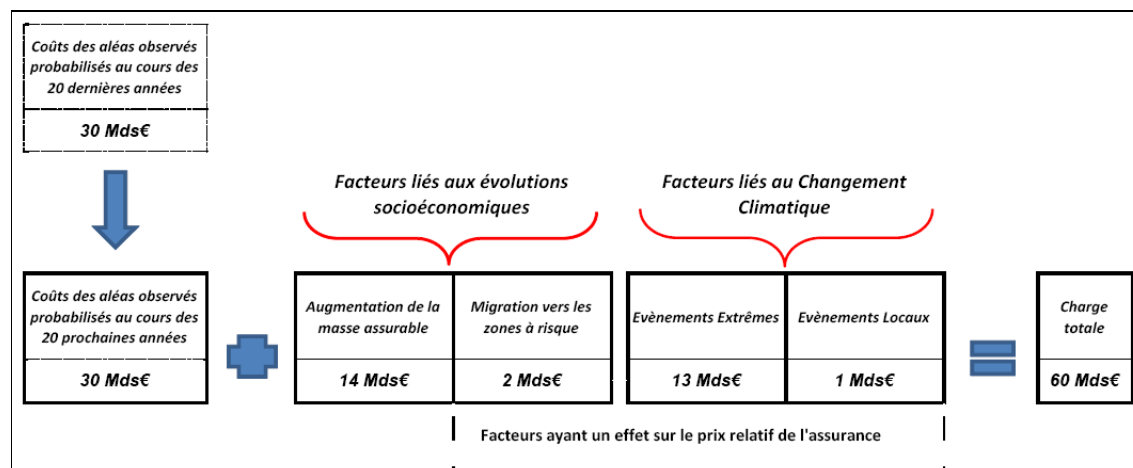 Coûts des aléas observés
probabilisés au cours des
20 dernières années
30 Mds€
Facteurs liés aux évolutions
socioéconomiques
Facteurs liés au Changement
Climatique
Coûts des aléas observés
probabilisés au cours des
20 prochaines années
30 Mds€
Augmentation de la
masse assurable
14 Mds€
Migration vers les
zones à risque
2 Mds€
Evènements Extrêmes
13 Mds€
Evènements Locaux
1 Mds€
Charge
totale
60 Mds€
Facteurs ayant un effet sur le prix relatif de l'assurance